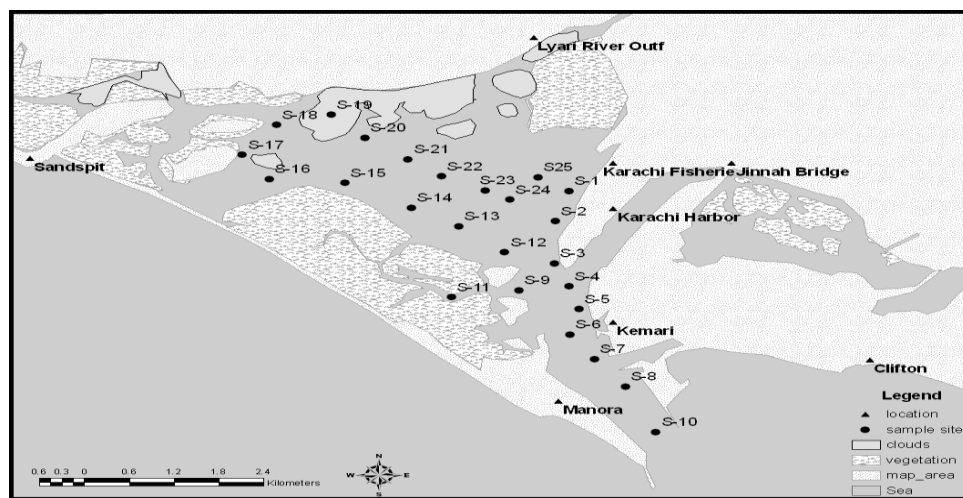 Lyari River Outf
S-19
S-18
S-20
S-17
S-21
Sandspit
S-16
S-15
S-22
S25
Karachi FisherieJinnah Bridge
S-23
S-24
S-1
S-14
S-2
Karachi Harbor
S-13
S-12
S-3
S-11
S-9
S-4
S-5
S-6
Kemari
S-7
S-8
Clifton
Manora
S-10
Legend
location
sample site
clouds
vegetation
map_area
Sea
N
W E
S
0.6 0.3 0 0.6 1.2 1.8 2.4
Kilometers